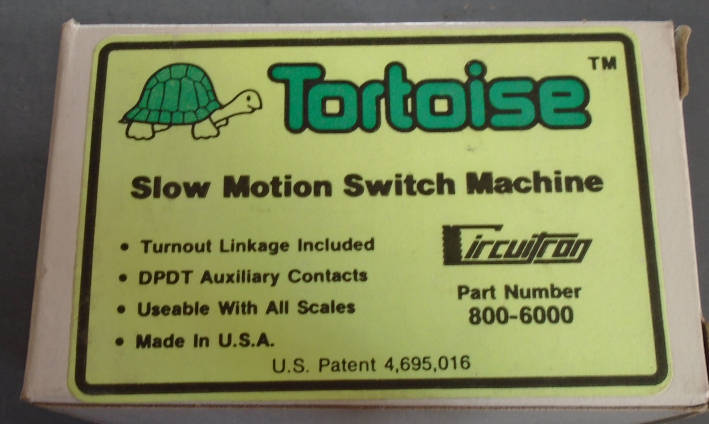 Tortoise™
Slow Motion Switch Machine
• Turnout Linkage Included
• DPDT Auxiliary Contacts
• Useable With All Scales
• Made In U.S.A.
Circuitron
Part Number
800-6000
U.S. Patent 4,695,016